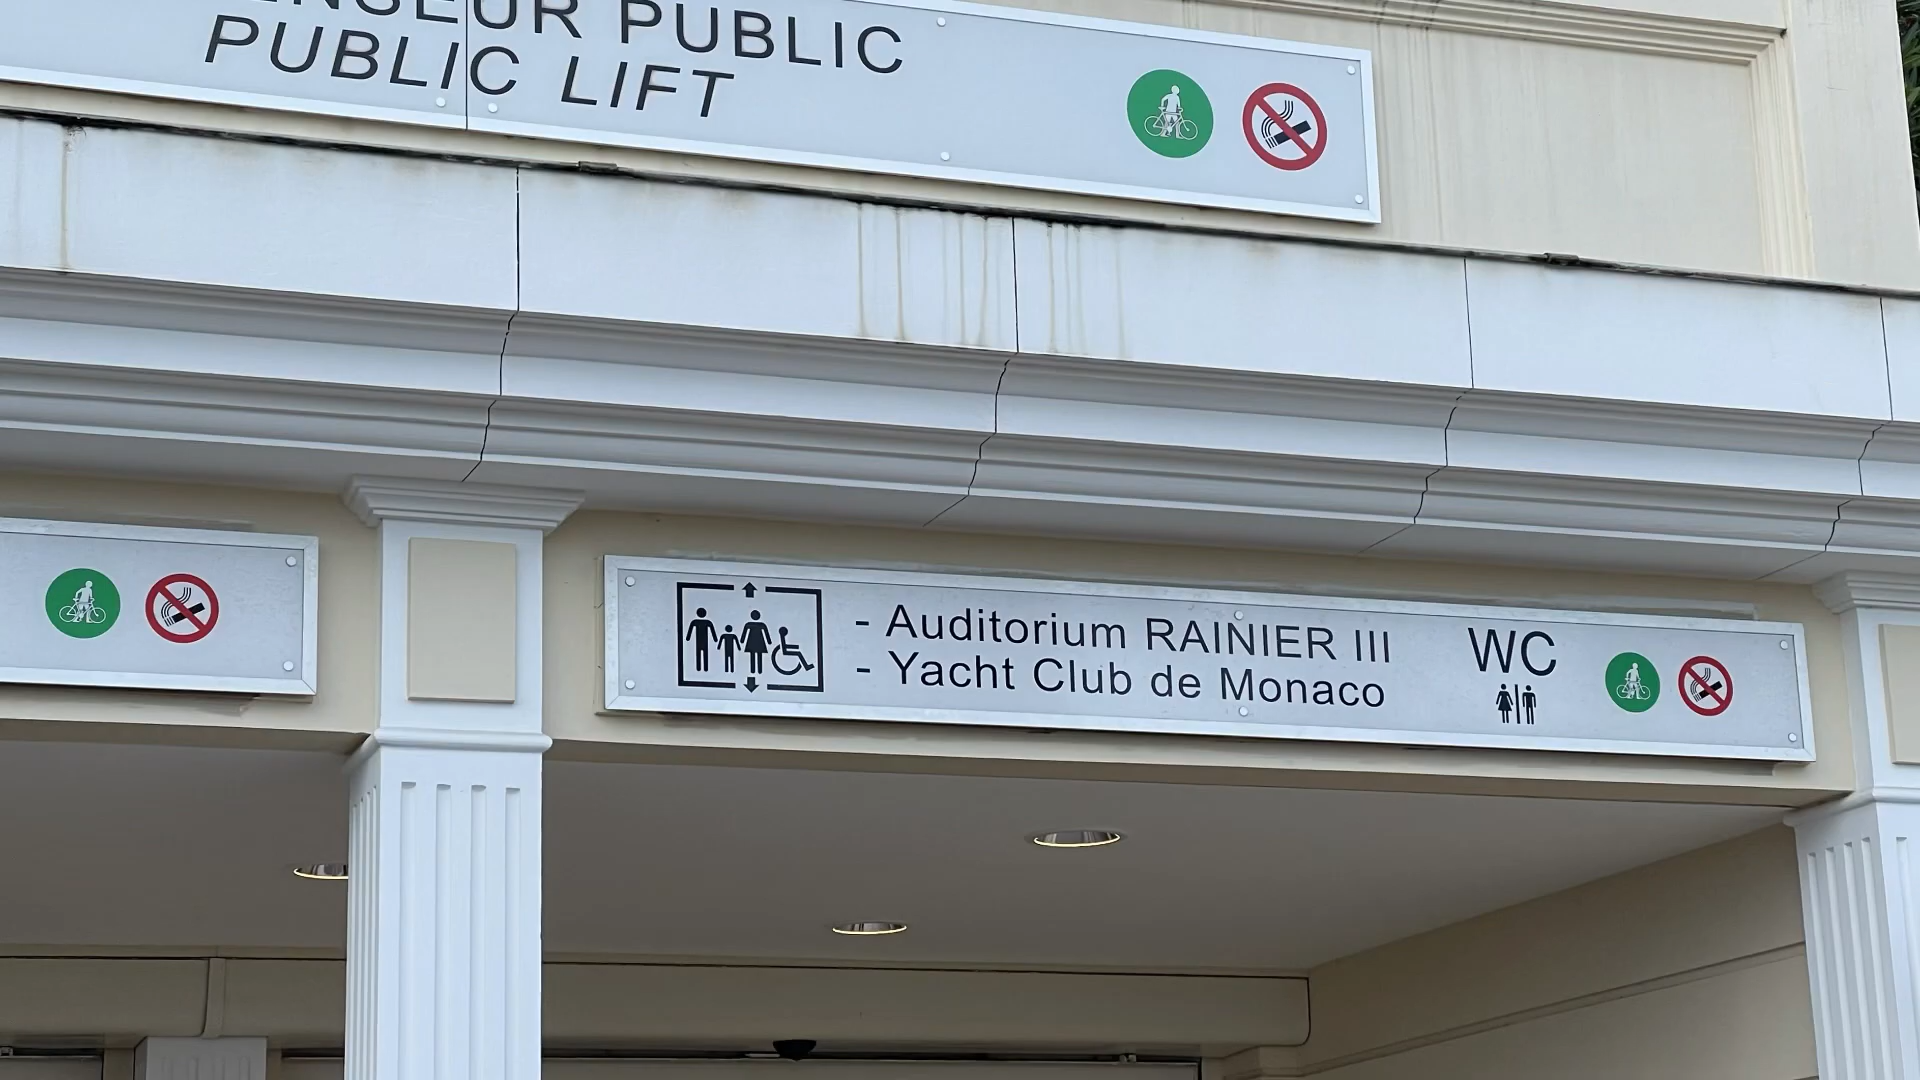 PUBLIC
PUBLIC LIFT
- Auditorium RAINIER III
- Yacht Club de Monaco
WC